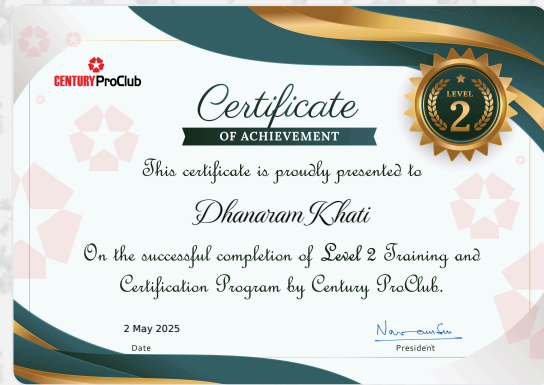 CENTURY ProClub
LEVEL
2
Certificate
OF ACHIEVEMENT
This certificate is proudly presented to
Dhanaram Khati
On the successful completion of Level 2 Training and
Certification Program by Century ProClub.
2 May 2025
Date
President